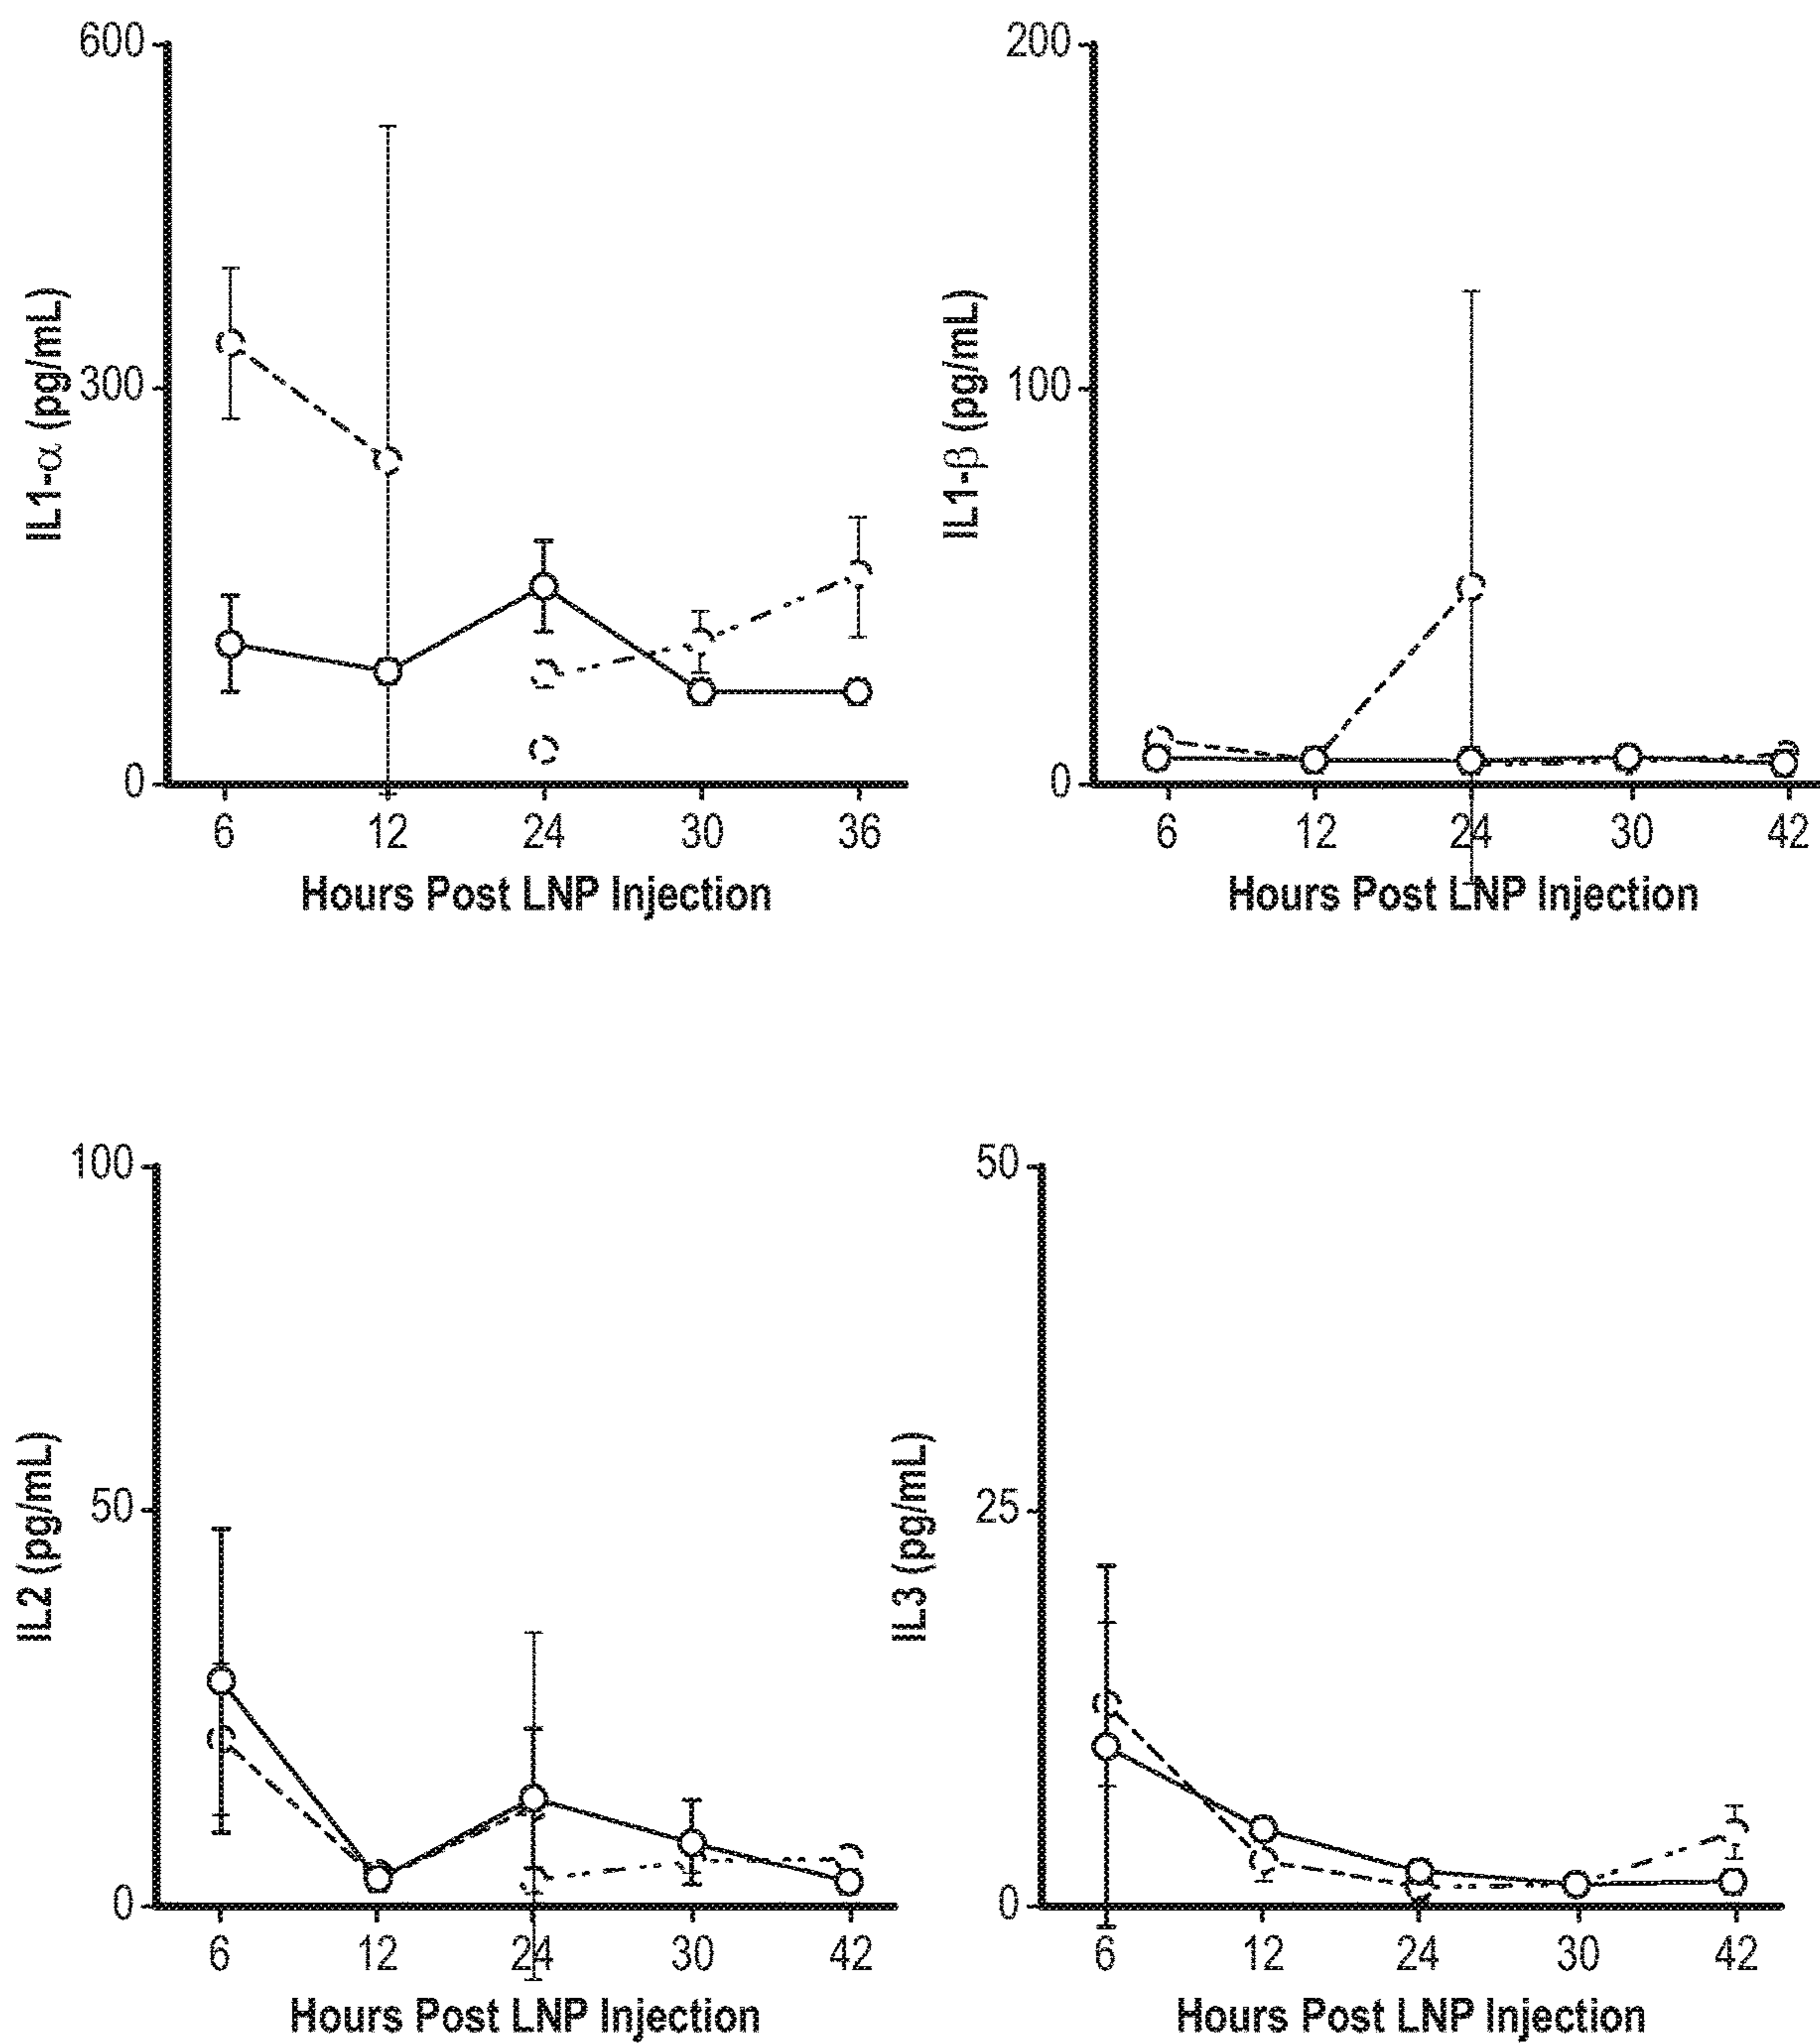 600
300
0
IL1-α (pg/mL)
6 12 24 30 36
Hours Post LNP Injection
200
100
0
IL1-β (pg/mL)
6 12 24 30 42
Hours Post LNP Injection
100
50
0
IL2 (pg/mL)
6 12 24 30 42
Hours Post LNP Injection
50
25
0
IL3 (pg/mL)
6 12 24 30 42
Hours Post LNP Injection